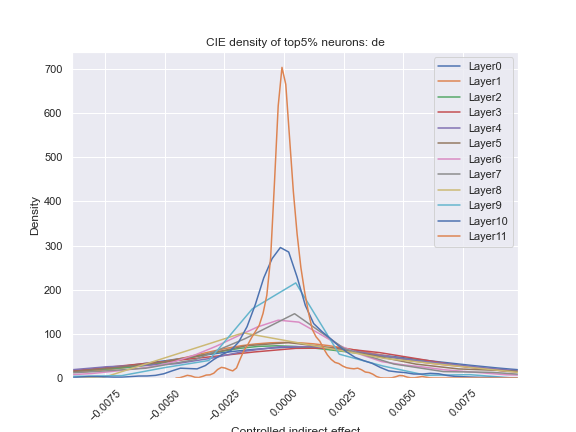 CIE density of top5% neurons: de
700
600
500
400
300
200
100
0
Density
-0.0075
-0.0050
-0.0025
0.0000
0.0025
0.0050
0.0075
Controlled indirect effect
Layer0
Layer1
Layer2
Layer3
Layer4
Layer5
Layer6
Layer7
Layer8
Layer9
Layer10
Layer11